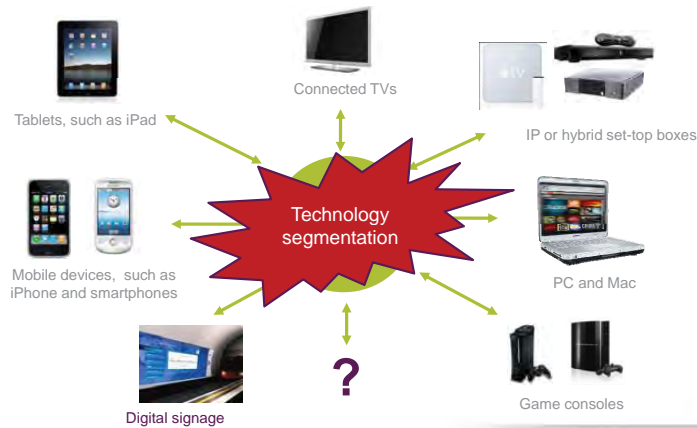 Connected TVs
Tablets, such as iPad
tv
IP or hybrid set-top boxes
Technology
segmentation
Mobile devices, such as
iPhone and smartphones
PC and Mac
?
Digital signage
Game consoles